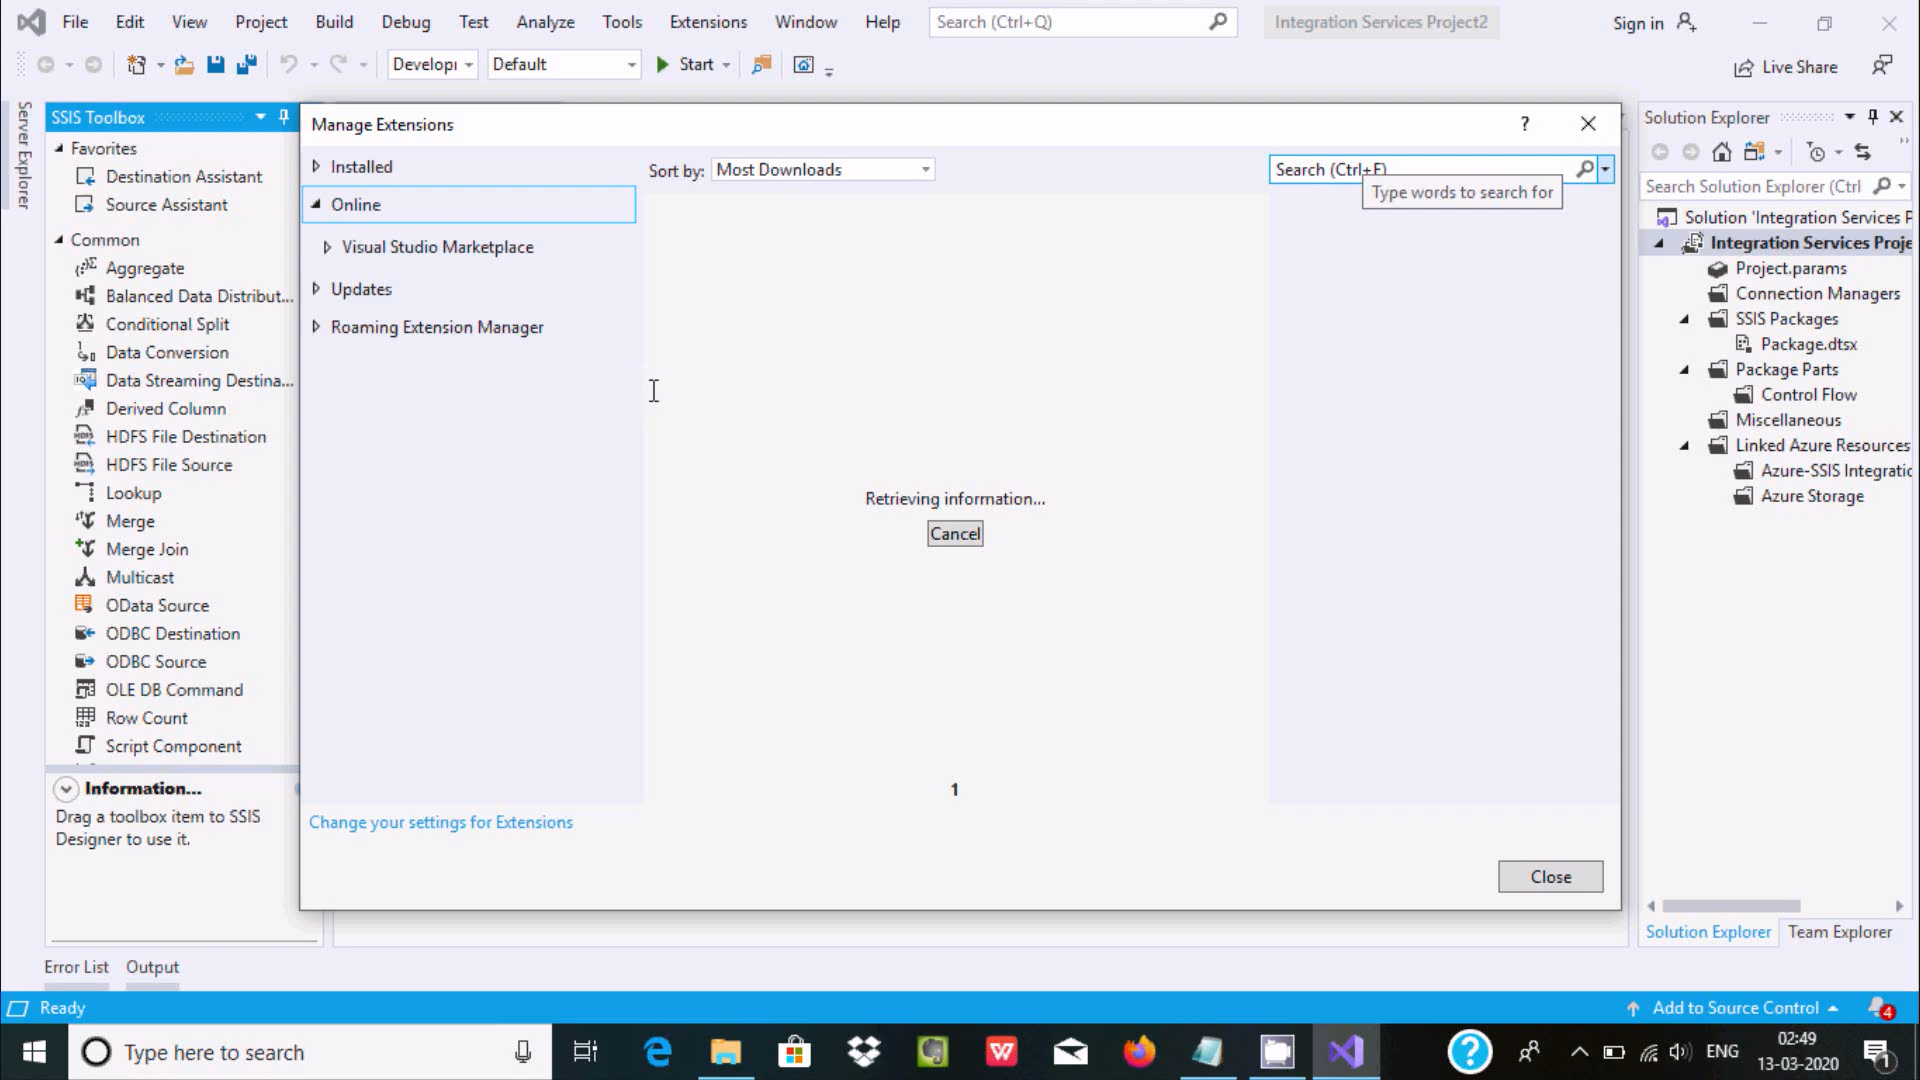 File Edit View Project Build Debug Test Analyze Tools Extensions Window Help Search (Ctrl+Q) Integration Services Project2 Sign in
Develop Default Start Live Share
Server Explorer
SSIS Toolbox
Favorites
Destination Assistant
Source Assistant
Common
Aggregate
Balanced Data Distribut...
Conditional Split
Data Conversion
Data Streaming Destina...
Derived Column
HDFS File Destination
HDFS File Source
Lookup
Merge
Merge Join
Multicast
OData Source
ODBC Destination
ODBC Source
OLE DB Command
Row Count
Script Component
Information...
Drag a toolbox item to SSIS
Designer to use it.
Manage Extensions ?
Installed
Online
Visual Studio Marketplace
Updates
Roaming Extension Manager
Sort by: Most Downloads
Search (Ctrl+E)
Type words to search for
Retrieving information...
Cancel
1
Change your settings for Extensions
Close
Solution Explorer
Search Solution Explorer (Ctrl
Solution 'Integration Services P
Integration Services Proje
Project.params
Connection Managers
SSIS Packages
Package.dtsx
Package Parts
Control Flow
Miscellaneous
Linked Azure Resources
Azure-SSIS Integratio
Azure Storage
Solution Explorer Team Explorer
Error List Output
Ready Add to Source Control 4
Type here to search ENG 02:49
13-03-2020 1